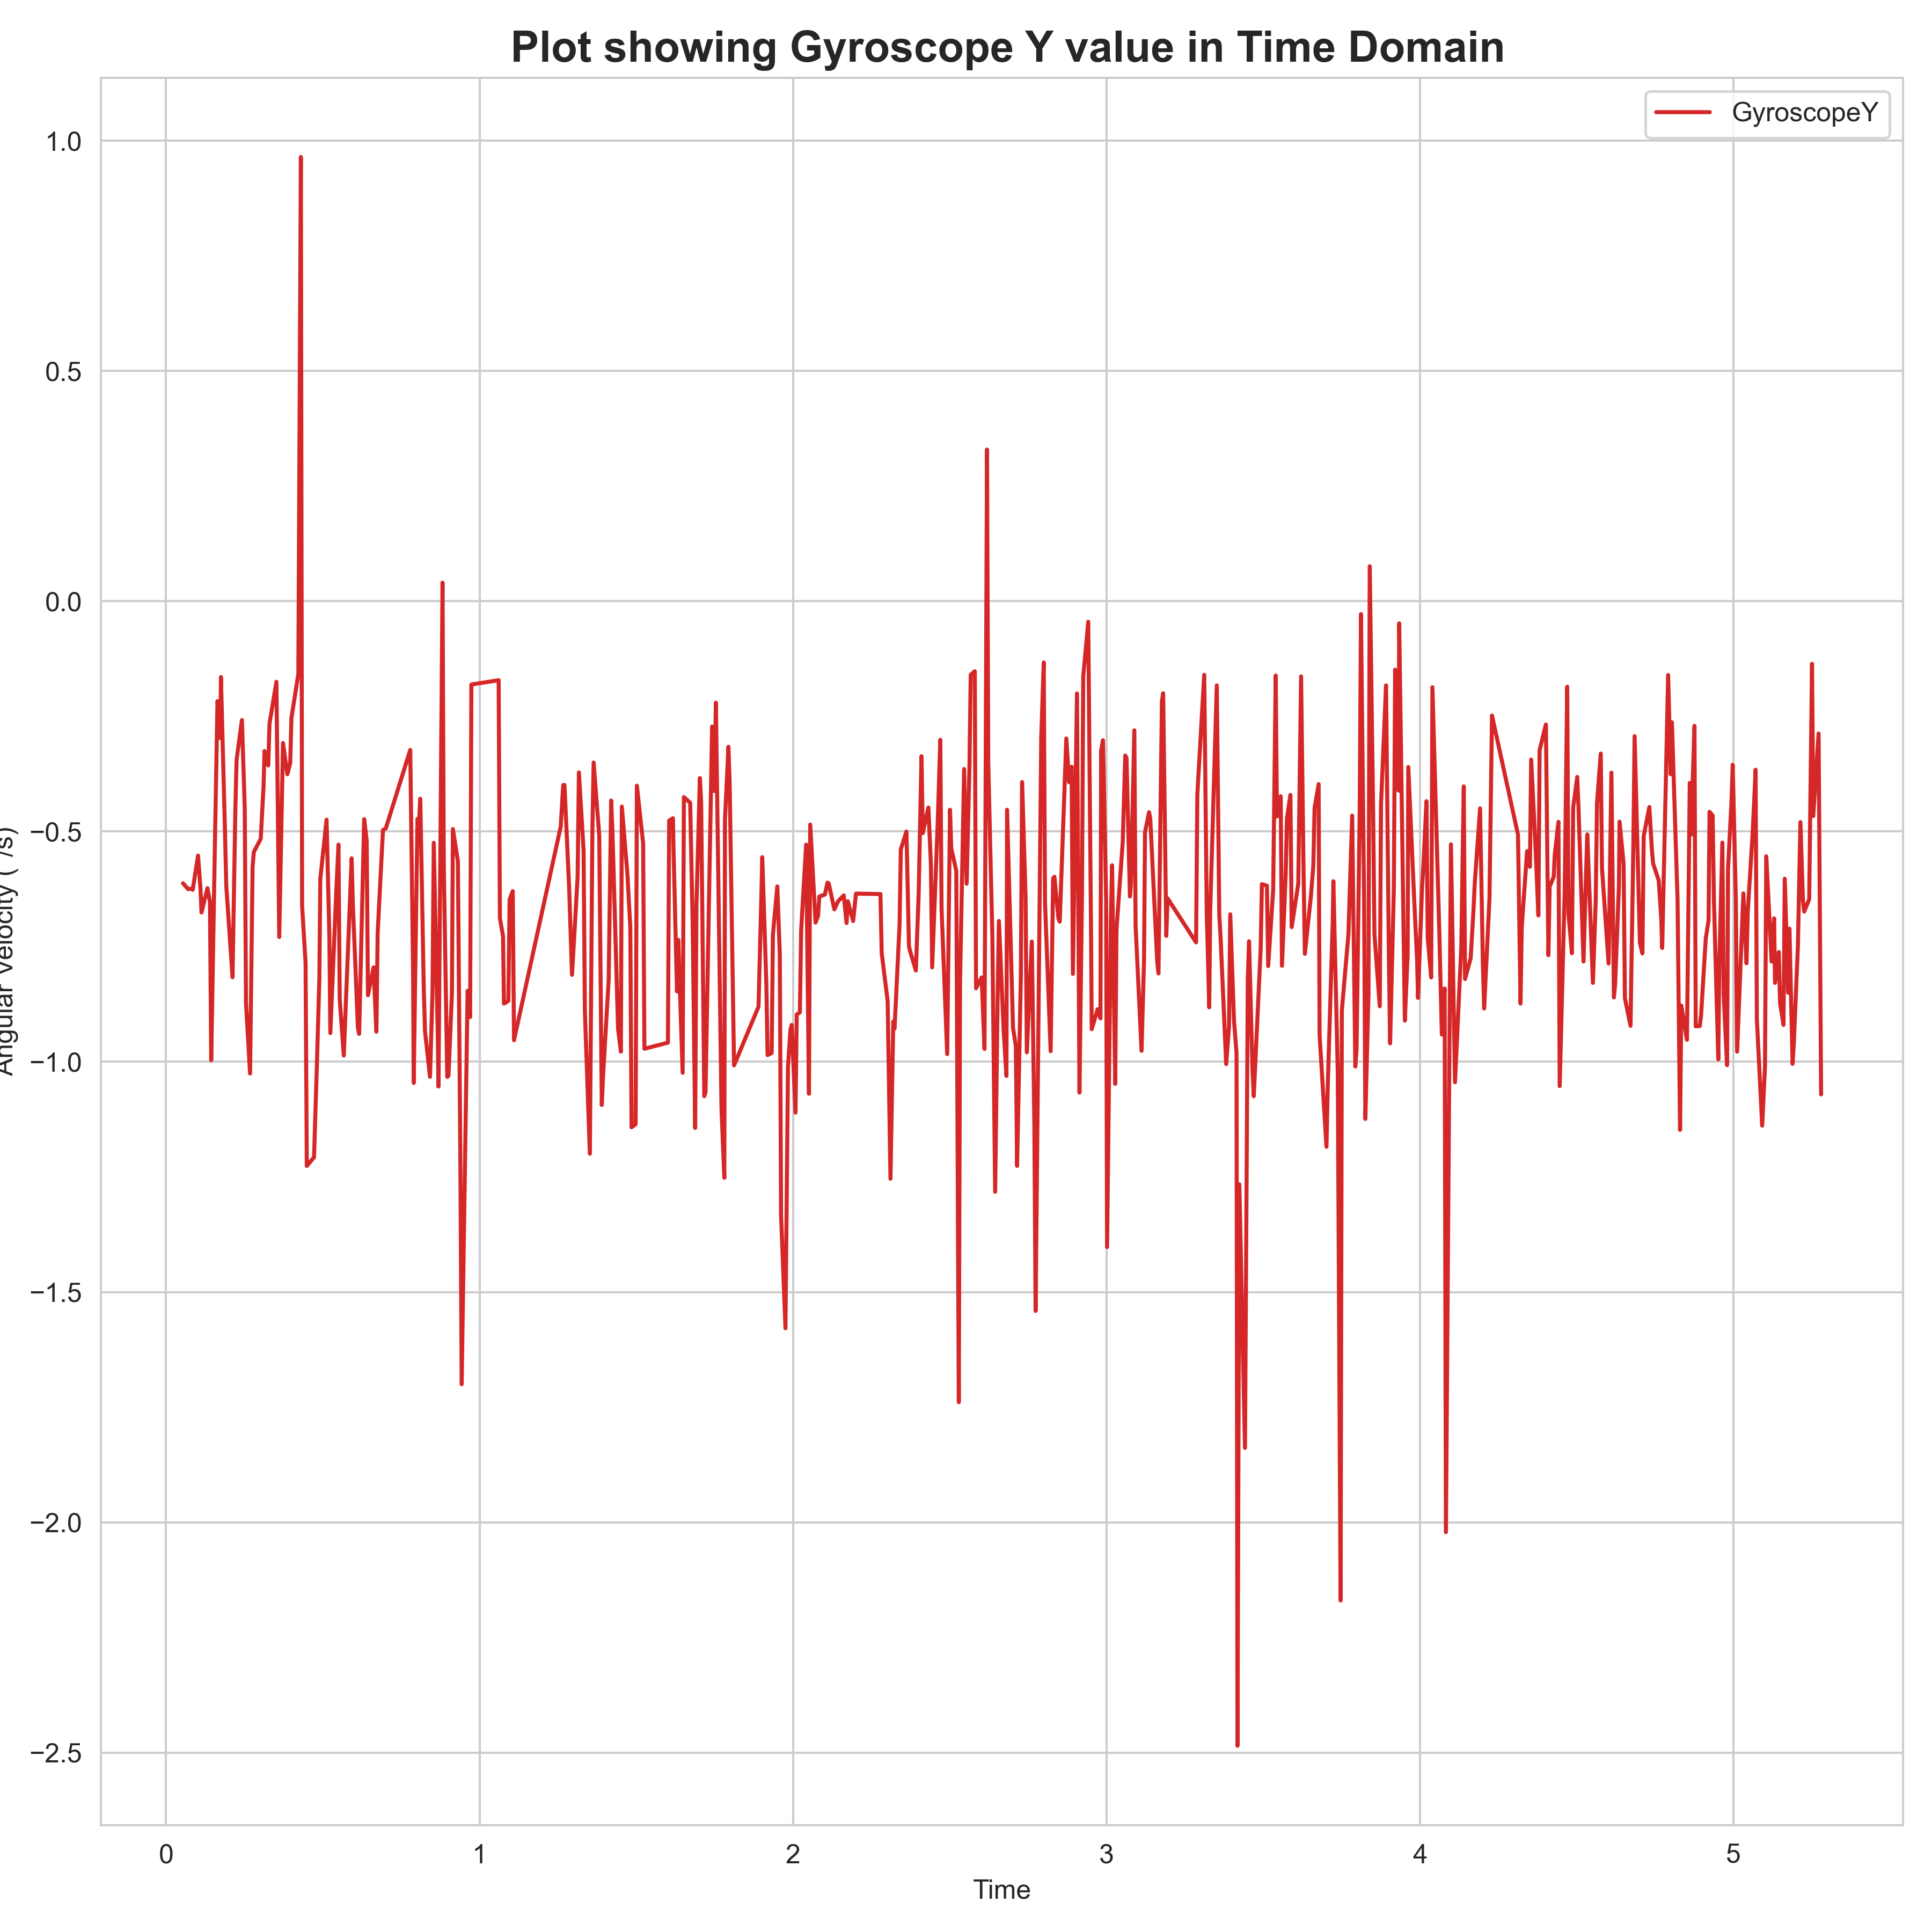 Plot showing Gyroscope Y value in Time Domain
GyroscopeY
1.0
0.5
0.0
−0.5
−1.0
−1.5
−2.0
−2.5
Angular Velocity ( /s)
0 1 2 3 4 5
Time